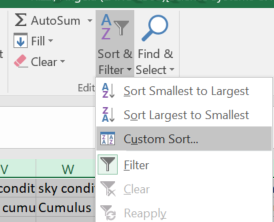 AutoSum
Fill
Clear
Sort & Filter
Find & Select
Edit
Sort Smallest to Largest
Sort Largest to Smallest
Custom Sort...
Filter
Clear
Reapply
V W
condit sky condi
cumu Cumulus